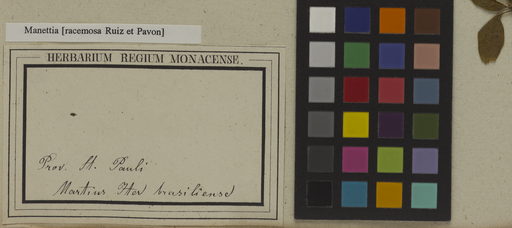 Manettia [racemosa Ruiz et Pavon]
HERBARIUM REGIUM MONACENSE.
Prov. St. Pauli
Martius Iter brasiliense